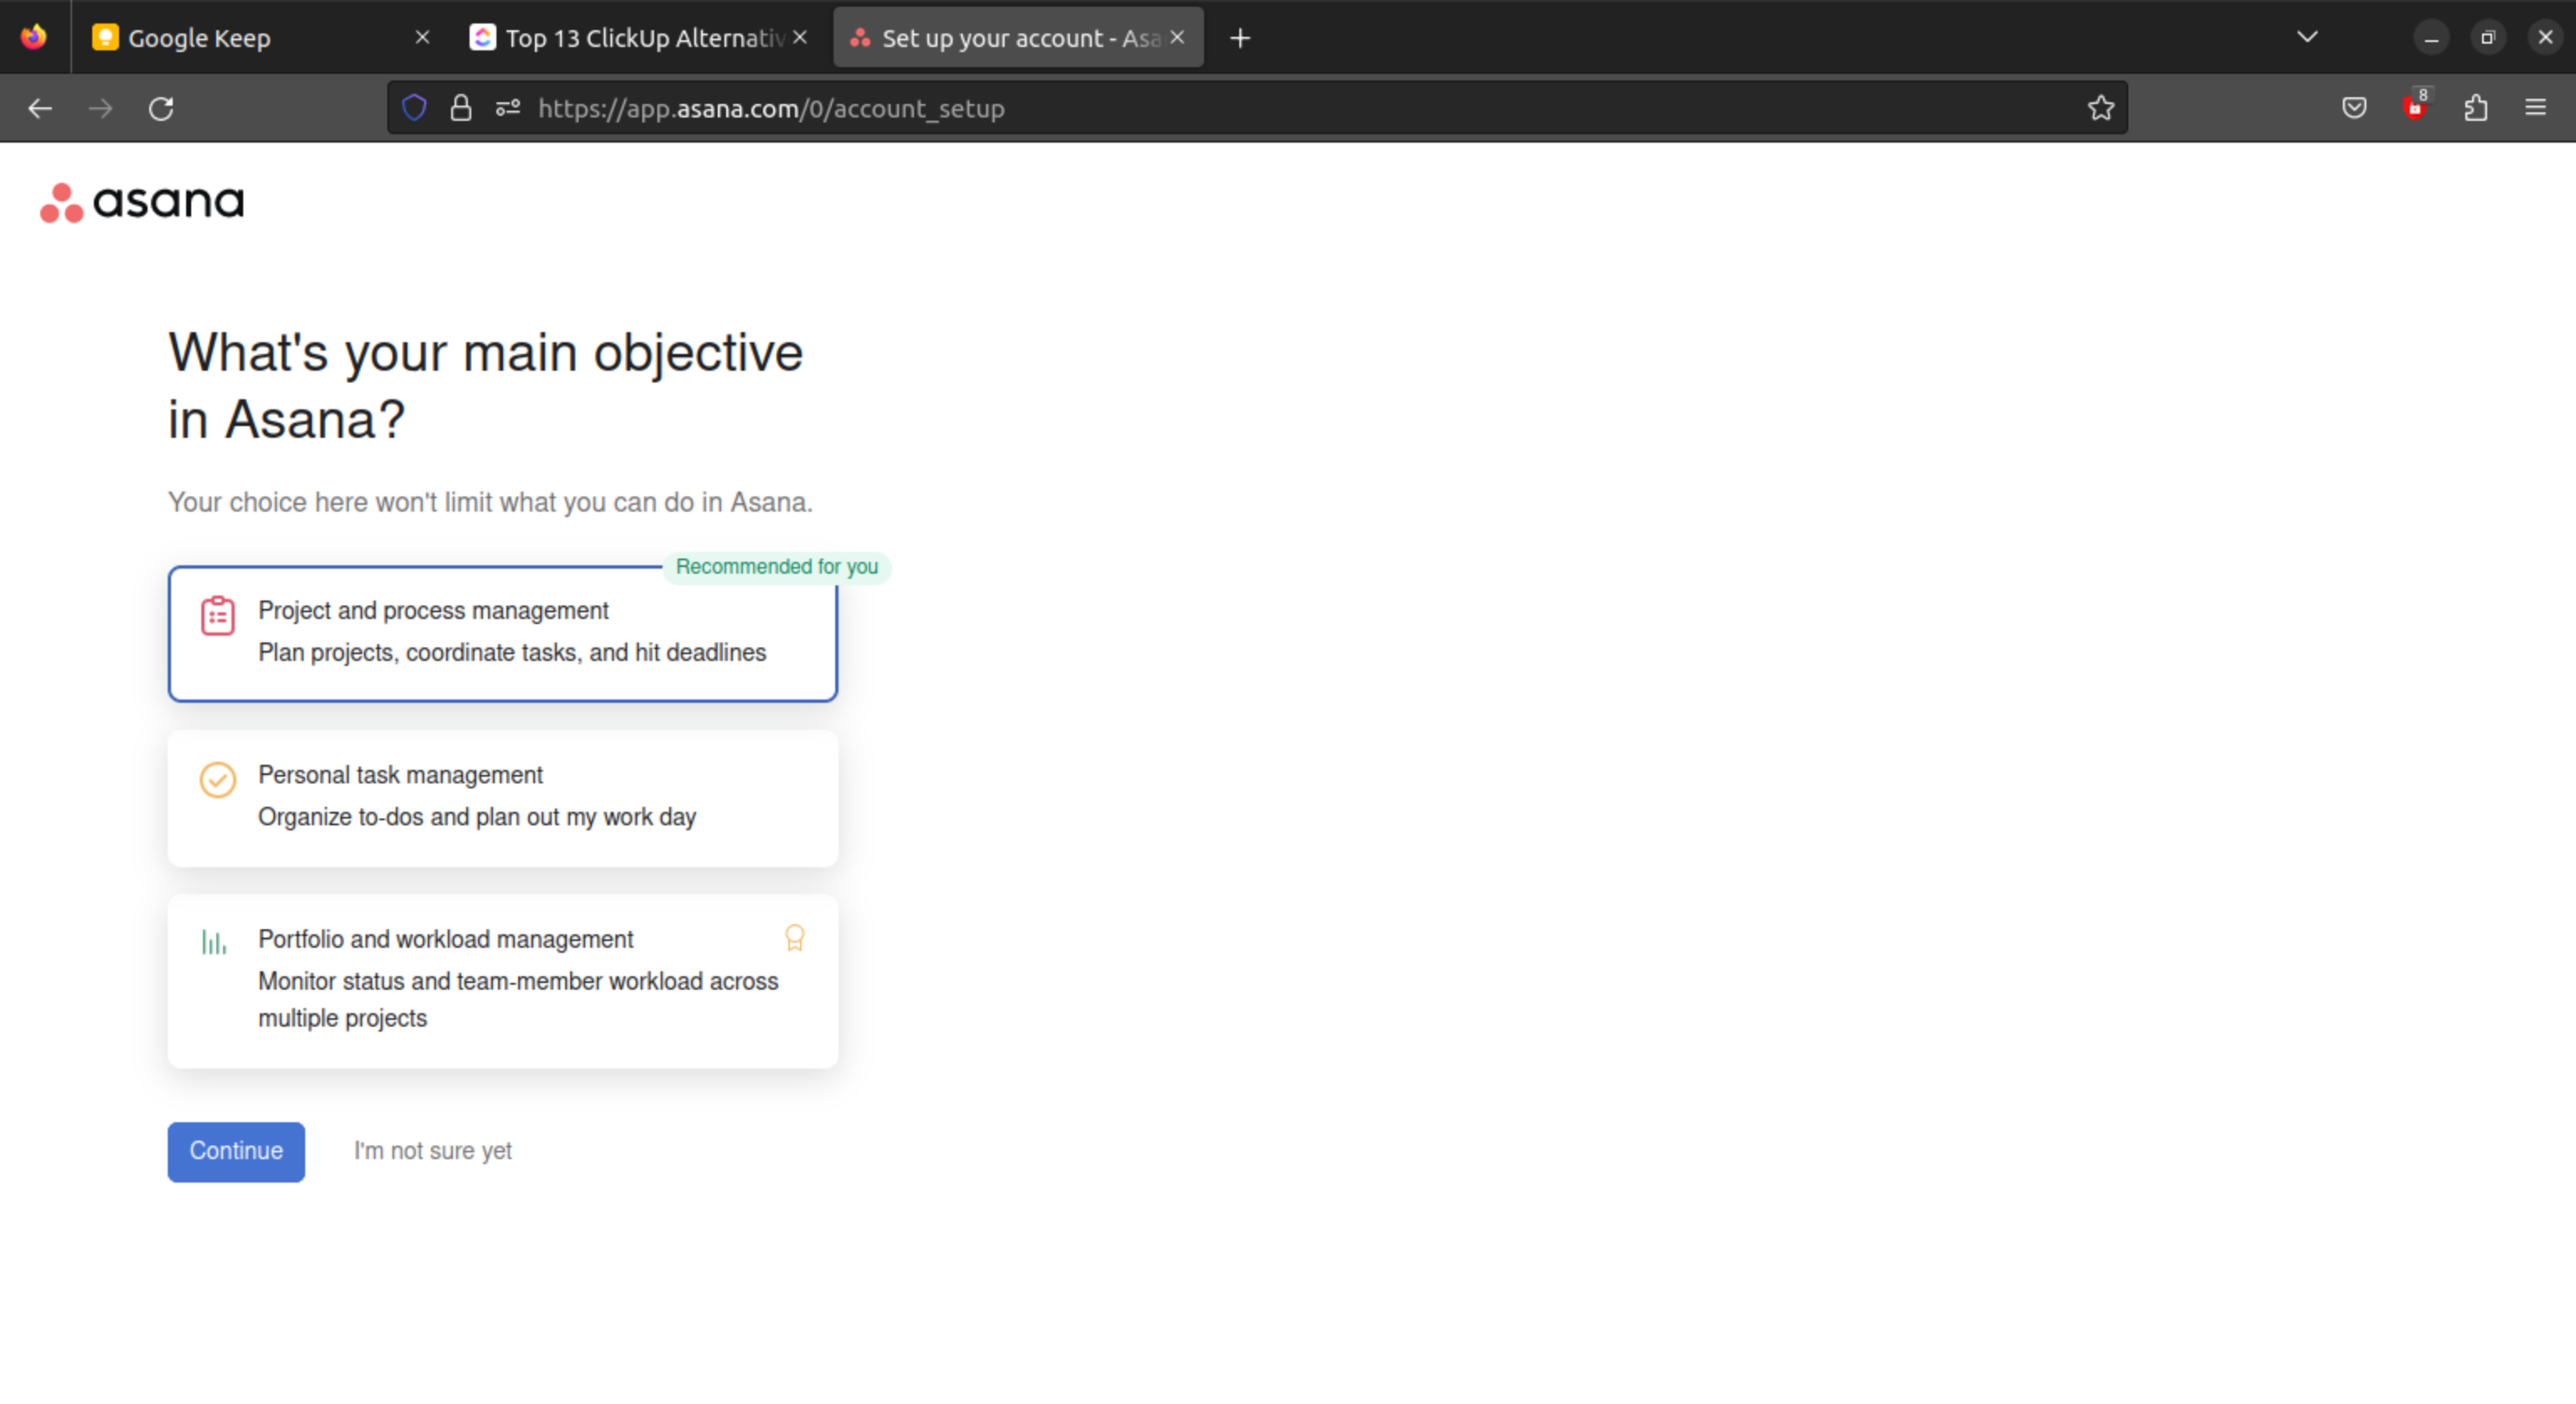 Google Keep
Top 13 ClickUp Alternativ
Set up your account - Asa
https://app.asana.com/0/account_setup
8
asana
What's your main objective
in Asana?
Your choice here won't limit what you can do in Asana.
Recommended for you
Project and process management
Plan projects, coordinate tasks, and hit deadlines
Personal task management
Organize to-dos and plan out my work day
Portfolio and workload management
Monitor status and team-member workload across
multiple projects
Continue
I'm not sure yet